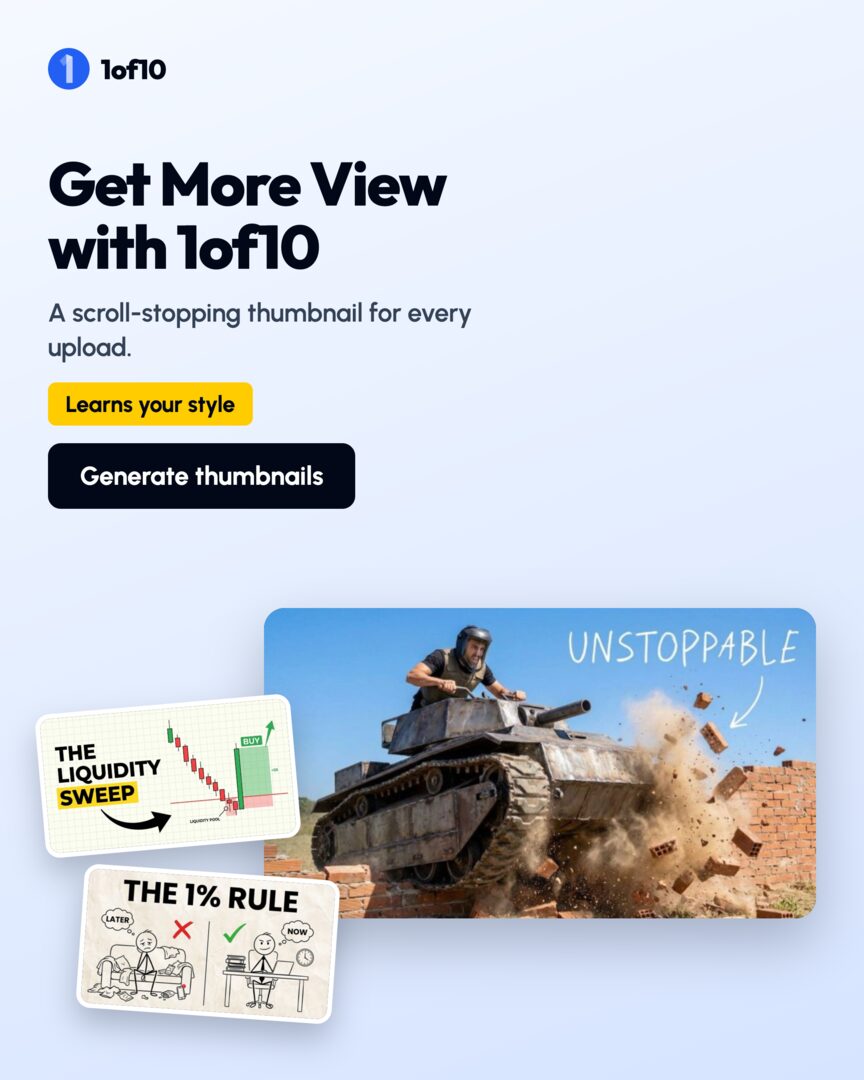 1of10
Get More View
with 1of10
A scroll-stopping thumbnail for every
upload.
Learns your style
Generate thumbnails
UNSTOPPABLE
THE
LIQUIDITY
SWEEP
BUY
LIQUIDITY POOL
THE 1% RULE
LATER
NOW